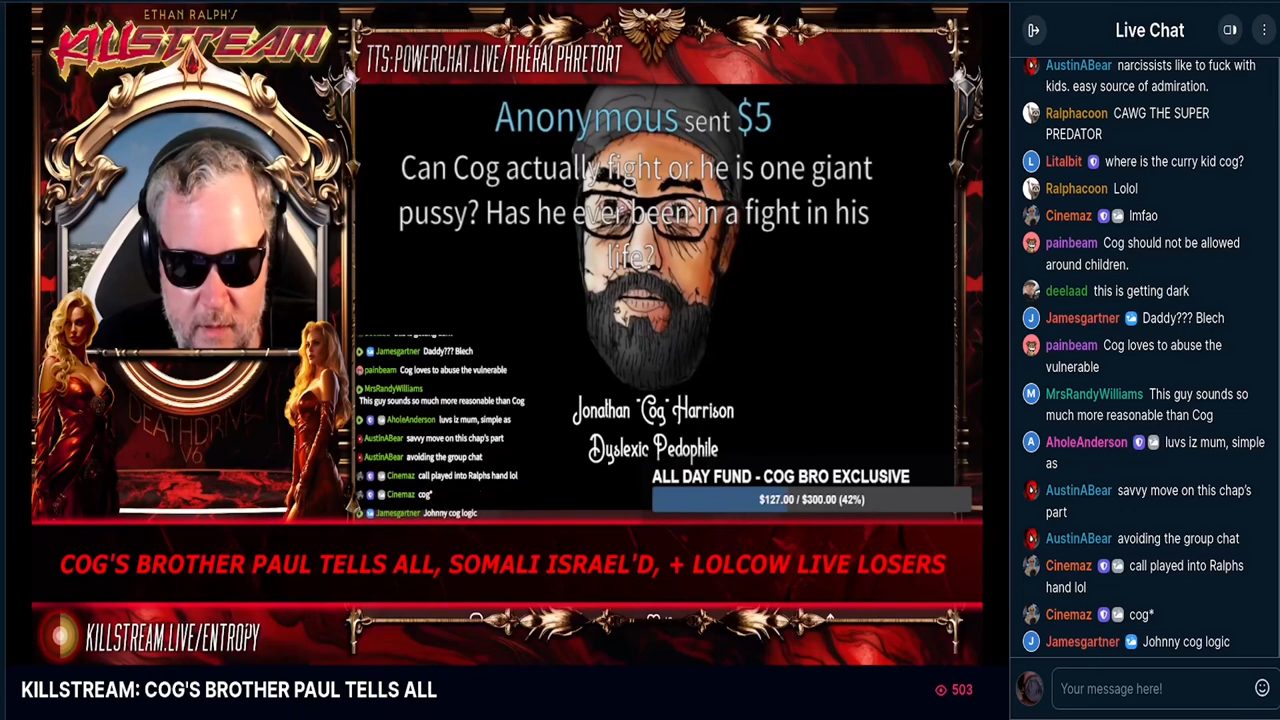 ETHAN RALPH'S
KILLSTREAM
TTS:POWERCHAT.LIVE/THERALPHRETORT
Anonymous sent $5
Can Cog actually fight or he is one giant
pussy? Has he ever been in a fight in his
life?
Jamesgartner Daddy??? Blech
painbeam Cog loves to abuse the vulnerable
MrsRandyWilliams
This guy sounds so much more reasonable than Cog
AholeAnderson luvs iz mum, simple as
AustinABear savvy move on this chap's part
AustinABear avoiding the group chat
Cinemaz call played into Ralphs hand lol
Cinemaz cog*
Jamesgartner Johnny cog logic
Jonathan "Cog" Harrison
Dyslexic Pedophile
ALL DAY FUND - COG BRO EXCLUSIVE
$127.00 / $300.00 (42%)
DEATHDRIVE
V6
COG'S BROTHER PAUL TELLS ALL, SOMALI ISRAEL'D, + LOLCOW LIVE LOSERS
KILLSTREAM.LIVE/ENTROPY
KILLSTREAM: COG'S BROTHER PAUL TELLS ALL
503
Live Chat
AustinABear narcissists like to fuck with
kids. easy source of admiration.
Ralphacoon CAWG THE SUPER
PREDATOR
L Litalbit where is the curry kid cog?
Ralphacoon Lolol
Cinemaz lmfao
painbeam Cog should not be allowed
around children.
deelaad this is getting dark
J Jamesgartner Daddy??? Blech
painbeam Cog loves to abuse the
vulnerable
M MrsRandyWilliams This guy sounds so
much more reasonable than Cog
A AholeAnderson luvs iz mum, simple
as
AustinABear savvy move on this chap's
part
AustinABear avoiding the group chat
Cinemaz call played into Ralphs
hand lol
Cinemaz cog*
J Jamesgartner Johnny cog logic
Your message here!